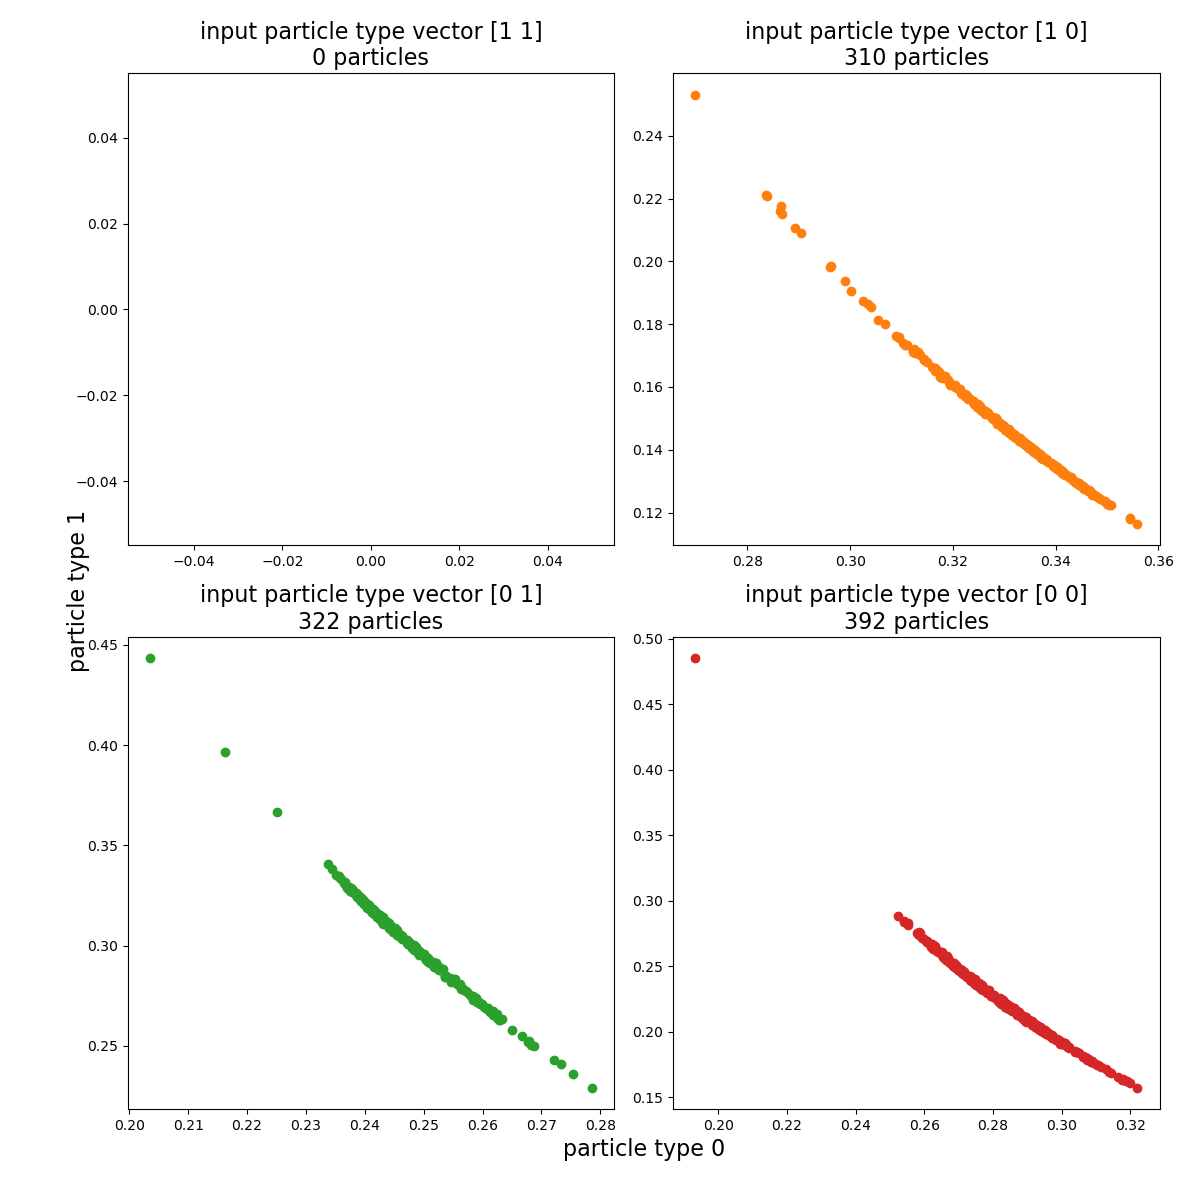 input particle type vector [1 1]
0 particles
0.04
0.02
0.00
−0.02
−0.04
−0.04 −0.02 0.00 0.02 0.04
input particle type vector [1 0]
310 particles
0.24
0.22
0.20
0.18
0.16
0.14
0.12
0.28 0.30 0.32 0.34 0.36
particle type 1
input particle type vector [0 1]
322 particles
0.45
0.40
0.35
0.30
0.25
0.20 0.21 0.22 0.23 0.24 0.25 0.26 0.27 0.28
input particle type vector [0 0]
392 particles
0.50
0.45
0.40
0.35
0.30
0.25
0.20
0.15
0.20 0.22 0.24 0.26 0.28 0.30 0.32
particle type 0